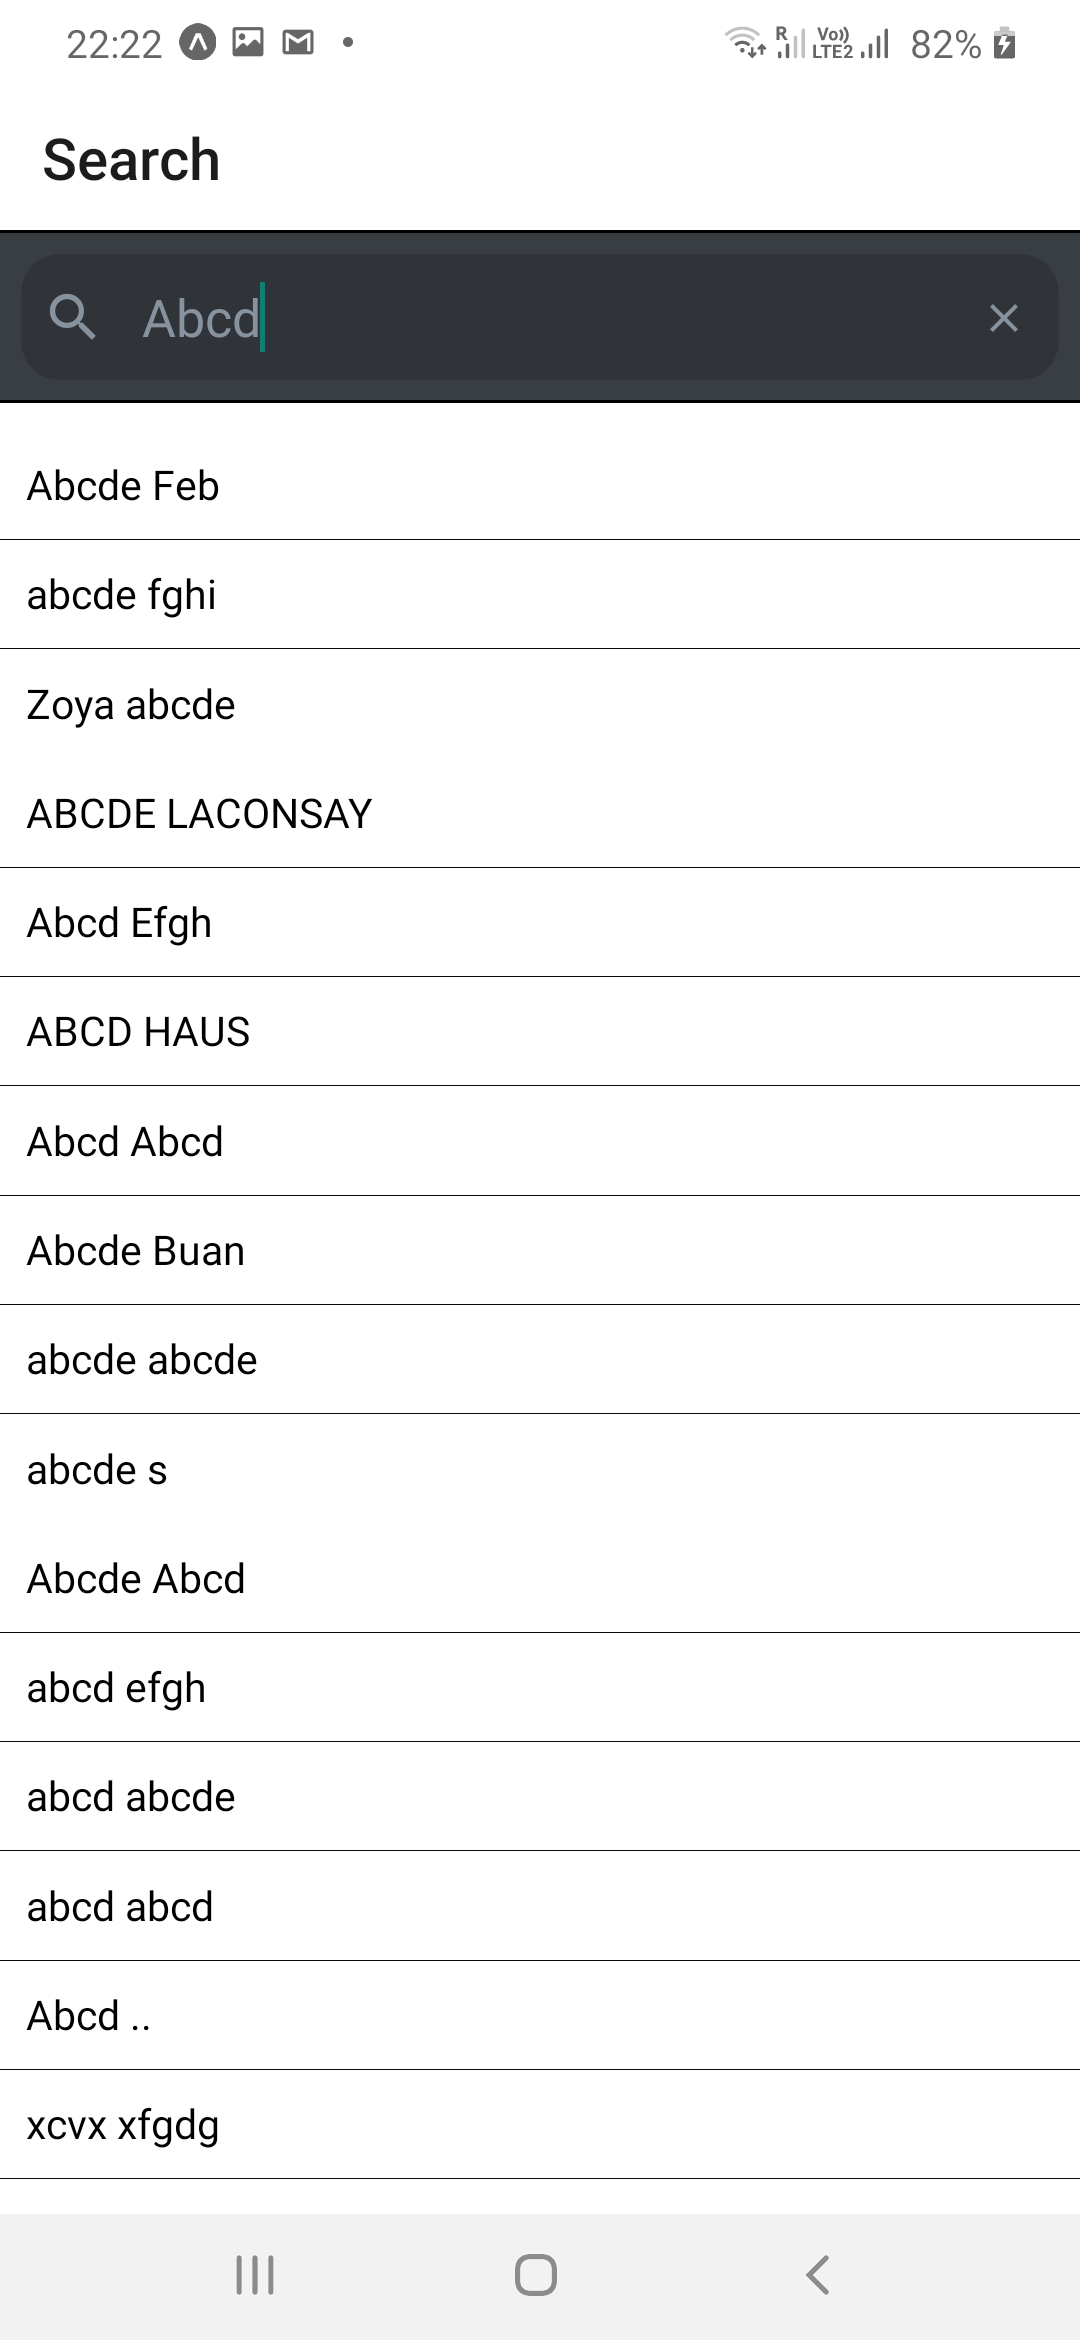 22:22
R Vo)) LTE2 82%
Search
Abcd
Abcde Feb
abcde fghi
Zoya abcde
ABCDE LACONSAY
Abcd Efgh
ABCD HAUS
Abcd Abcd
Abcde Buan
abcde abcde
abcde s
Abcde Abcd
abcd efgh
abcd abcde
abcd abcd
Abcd ..
xcvx xfgdg